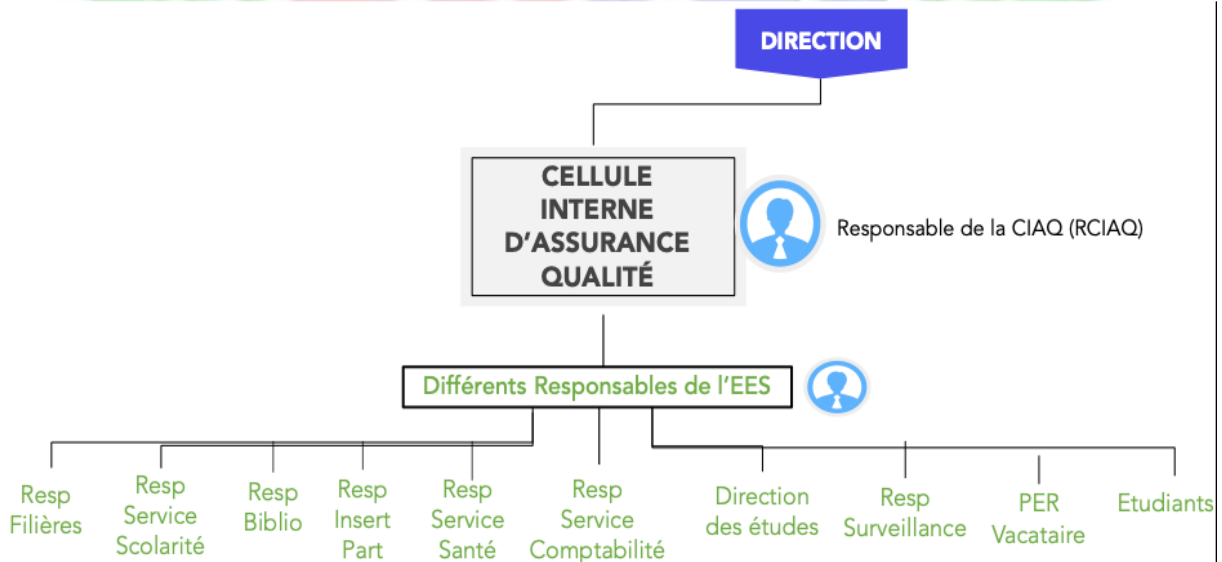 DIRECTION
CELLULE
INTERNE
D'ASSURANCE
QUALITÉ
Responsable de la CIAQ (RCIAQ)
Différents Responsables de l'EES
Resp
Filières
Resp
Service
Scolarité
Resp
Biblio
Resp
Insert
Part
Resp
Service
Santé
Resp
Service
Comptabilité
Direction
des études
Resp
Surveillance
PER
Vacataire
Etudiants